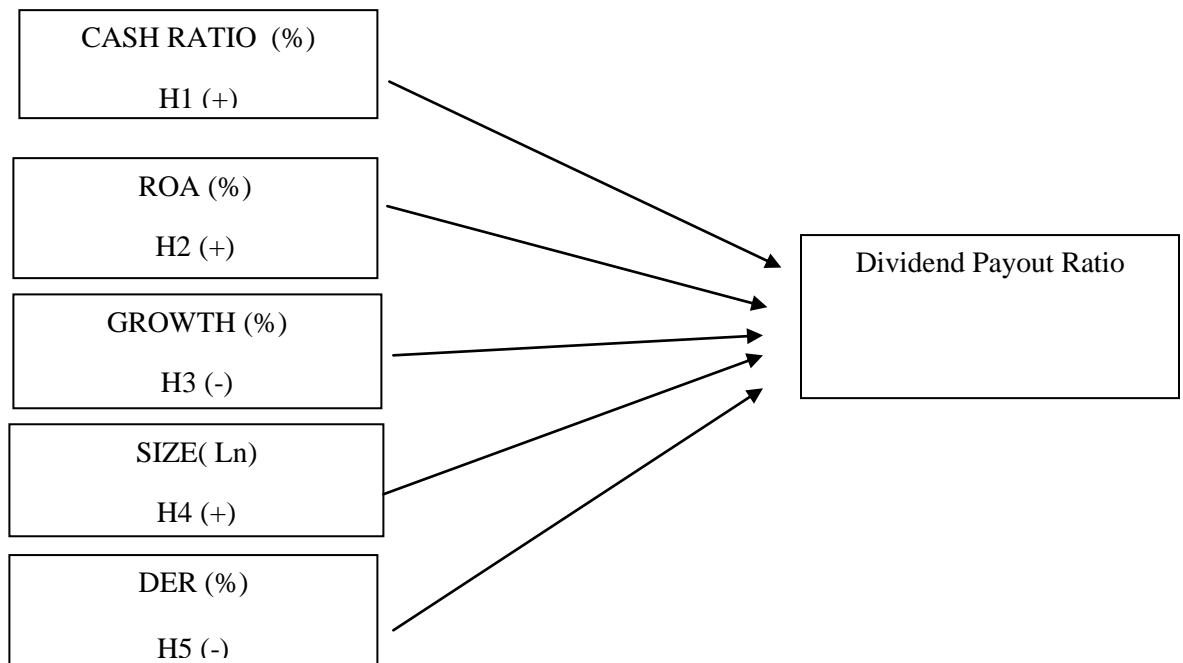 CASH RATIO (%)
H1 (+)
ROA (%)
H2 (+)
GROWTH (%)
H3 (-)
SIZE( Ln)
H4 (+)
DER (%)
H5 (-)
Dividend Payout Ratio